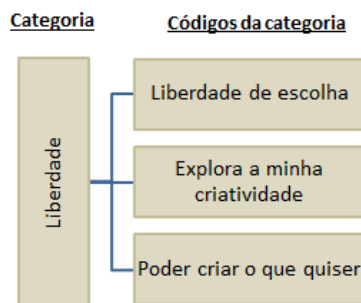 Categoria
Códigos da categoria
Liberdade
Liberdade de escolha
Explora a minha
criatividade
Poder criar o que quiser